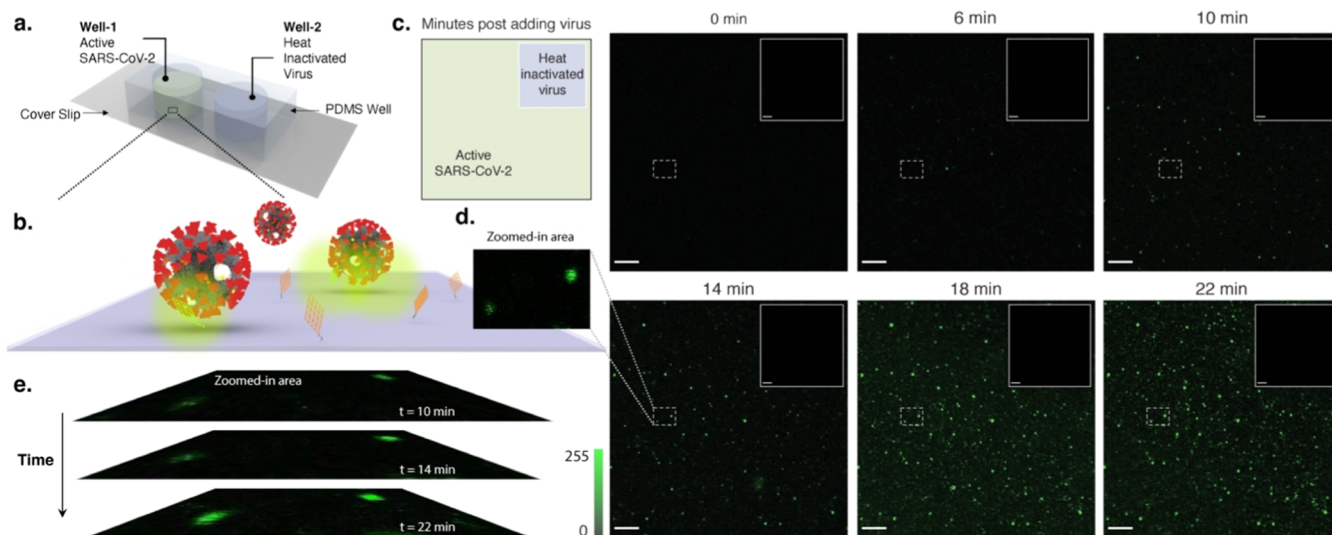 a.
Well-1
Active
SARS-CoV-2
Well-2
Heat
Inactivated
Virus
Cover Slip
PDMS Well
b.
c. Minutes post adding virus
Heat
inactivated
virus
Active
SARS-CoV-2
0 min
6 min
10 min
14 min
18 min
22 min
d.
Zoomed-in area
e.
Zoomed-in area
t = 10 min
Time
t = 14 min
t = 22 min
255
0